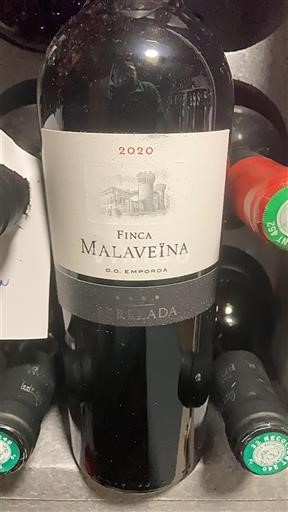 2020
FINCA
MALAVEÏNA
D.O. EMPORDÀ
PERELADA